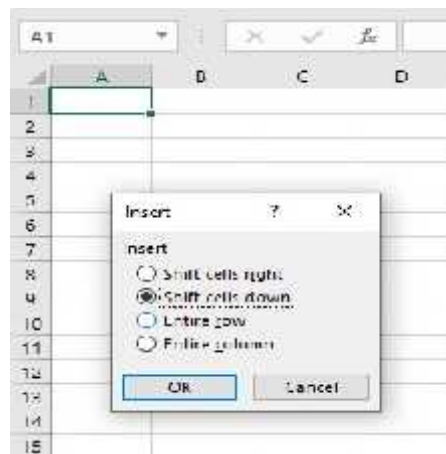 A1 fx
A B C D
1
2
3
4
5
6
7
8
9
10
11
12
13
14
15
Insert ? ×
Insert
Shift cells right
Shift cells down
Entire row
Entire column
OK Cancel